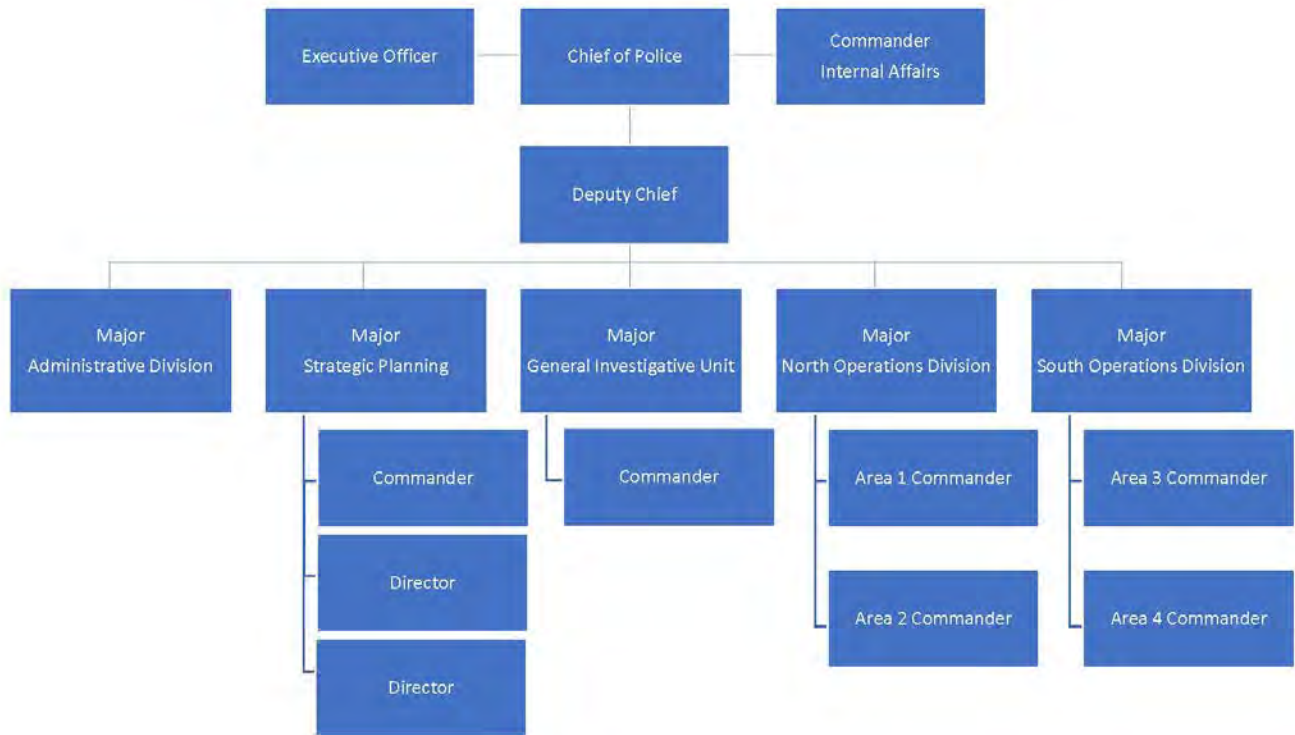 Executive Officer
Chief of Police
Commander
Internal Affairs
Deputy Chief
Major
Administrative Division
Major
Strategic Planning
Major
General Investigative Unit
Major
North Operations Division
Major
South Operations Division
Commander
Director
Director
Commander
Area 1 Commander
Area 2 Commander
Area 3 Commander
Area 4 Commander